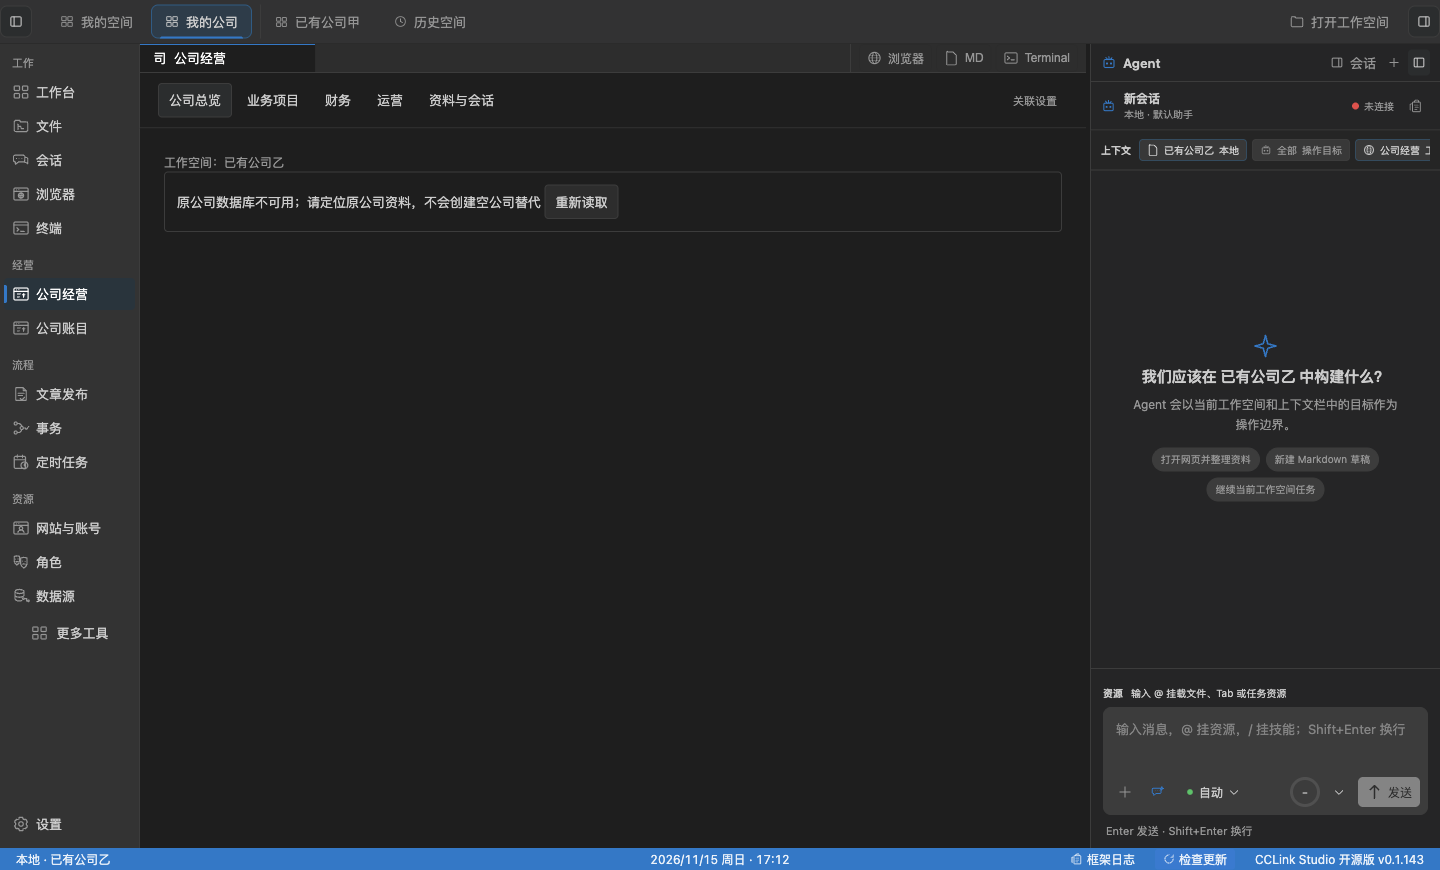 我的空间
我的公司
已有公司甲
历史空间
打开工作空间
工作
工作台
文件
会话
浏览器
终端
经营
公司经营
公司账目
流程
文章发布
事务
定时任务
资源
网站与账号
角色
数据源
更多工具
设置
司 公司经营
浏览器
MD
Terminal
公司总览
业务项目
财务
运营
资料与会话
关联设置
工作空间：已有公司乙
原公司数据库不可用；请定位原公司资料，不会创建空公司替代 重新读取
Agent
会话
新会话
本地 · 默认助手
未连接
上下文
已有公司乙 本地
全部 操作目标
公司经营
我们应该在 已有公司乙 中构建什么?
Agent 会以当前工作空间和上下文栏中的目标作为
操作边界。
打开网页并整理资料
新建 Markdown 草稿
继续当前工作空间任务
资源 输入 @ 挂载文件、Tab 或任务资源
输入消息，@ 挂资源，/ 挂技能；Shift+Enter 换行
自动
-
发送
Enter 发送 · Shift+Enter 换行
本地 · 已有公司乙
2026/11/15 周日 · 17:12
框架日志
检查更新
CCLink Studio 开源版 v0.1.143